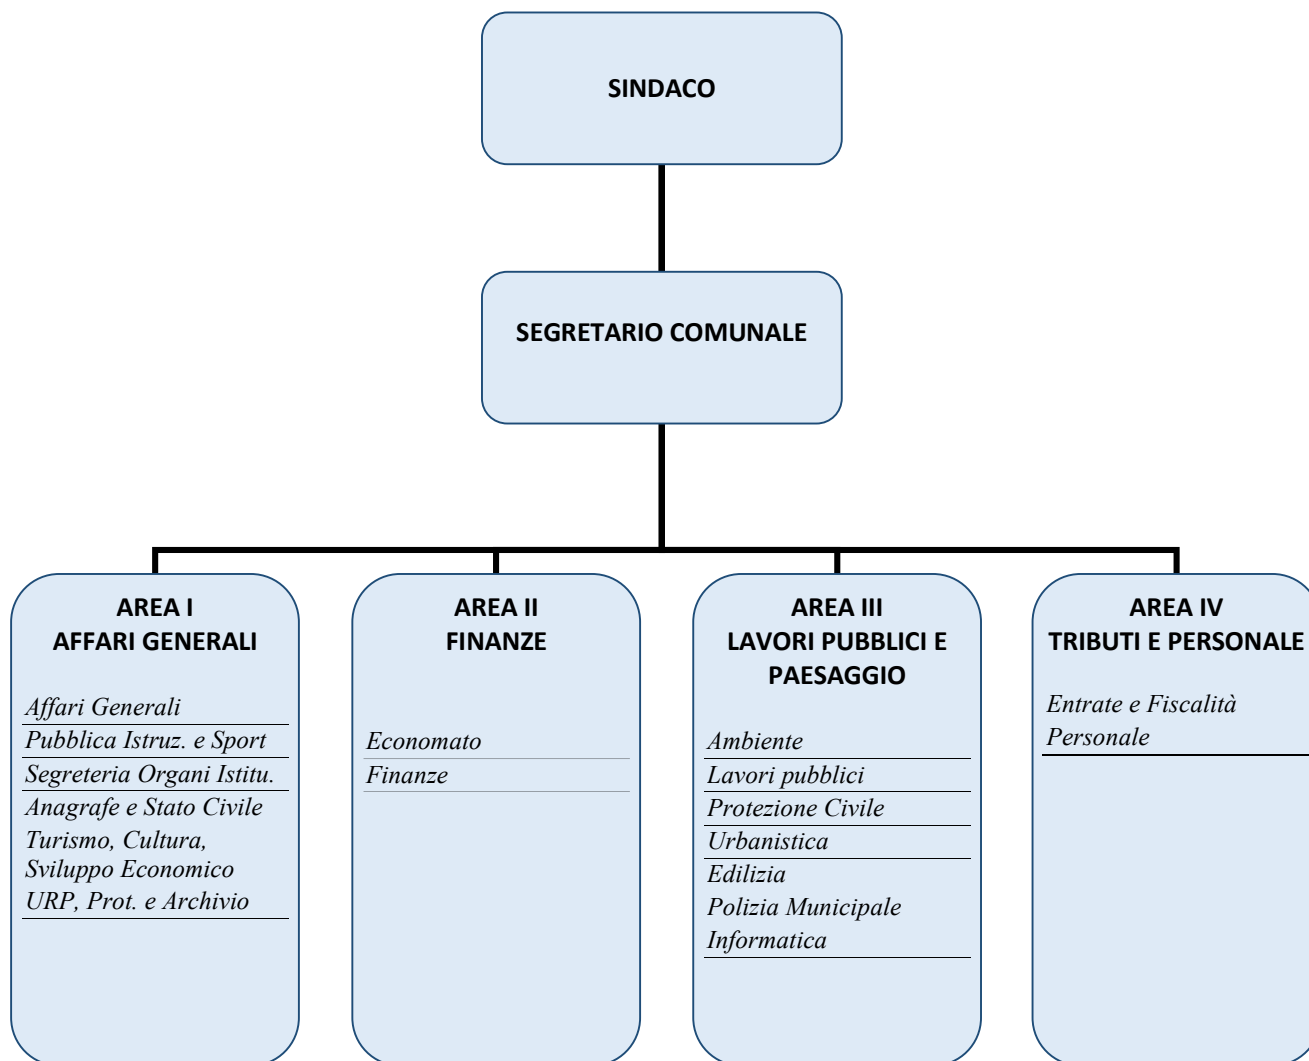 SINDACO
SEGRETARIO COMUNALE
AREA I
AFFARI GENERALI
Affari Generali
Pubblica Istruz. e Sport
Segreteria Organi Istitu.
Anagrafe e Stato Civile
Turismo, Cultura,
Sviluppo Economico
URP, Prot. e Archivio
AREA II
FINANZE
Economato
Finanze
AREA III
LAVORI PUBBLICI E
PAESAGGIO
Ambiente
Lavori pubblici
Protezione Civile
Urbanistica
Edilizia
Polizia Municipale
Informatica
AREA IV
TRIBUTI E PERSONALE
Entrate e Fiscalità
Personale